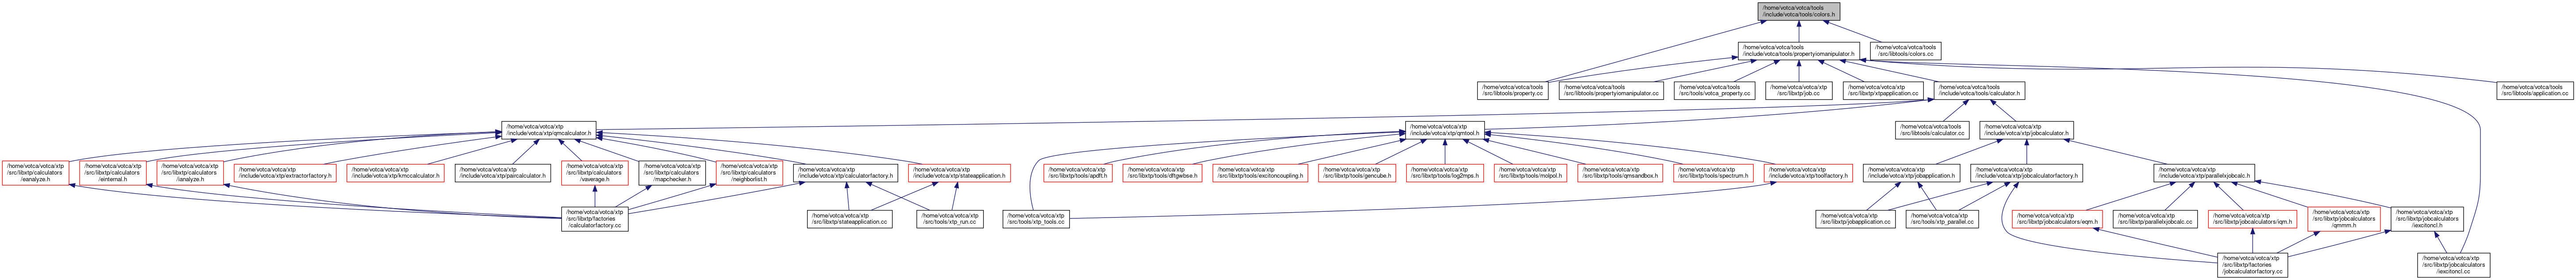 /home/votca/votca/tools
/include/votca/tools/colors.h
/home/votca/votca/tools
/include/votca/tools/propertyiomanipulator.h
/home/votca/votca/tools
/src/libtools/colors.cc
/home/votca/votca/tools
/src/libtools/property.cc
/home/votca/votca/tools
/src/libtools/propertyiomanipulator.cc
/home/votca/votca/tools
/src/tools/votca_property.cc
/home/votca/votca/xtp
/src/libxtp/job.cc
/home/votca/votca/xtp
/src/libxtp/xtpapplication.cc
/home/votca/votca/tools
/include/votca/tools/calculator.h
/home/votca/votca/tools
/src/libtools/application.cc
/home/votca/votca/xtp
/include/votca/xtp/qmcalculator.h
/home/votca/votca/xtp
/include/votca/xtp/qmtool.h
/home/votca/votca/tools
/src/libtools/calculator.cc
/home/votca/votca/xtp
/include/votca/xtp/jobcalculator.h
/home/votca/votca/xtp
/src/libxtp/calculators
/eanalyze.h
/home/votca/votca/xtp
/src/libxtp/calculators
/einternal.h
/home/votca/votca/xtp
/src/libxtp/calculators
/ianalyze.h
/home/votca/votca/xtp
/include/votca/xtp/extractorfactory.h
/home/votca/votca/xtp
/include/votca/xtp/kmccalculator.h
/home/votca/votca/xtp
/include/votca/xtp/paircalculator.h
/home/votca/votca/xtp
/src/libxtp/calculators
/vaverage.h
/home/votca/votca/xtp
/src/libxtp/calculators
/mapchecker.h
/home/votca/votca/xtp
/src/libxtp/calculators
/neighborlist.h
/home/votca/votca/xtp
/include/votca/xtp/calculatorfactory.h
/home/votca/votca/xtp
/include/votca/xtp/stateapplication.h
/home/votca/votca/xtp
/src/libxtp/tools/apdft.h
/home/votca/votca/xtp
/src/libxtp/tools/dftgwbse.h
/home/votca/votca/xtp
/src/libxtp/tools/excitoncoupling.h
/home/votca/votca/xtp
/src/libxtp/tools/gencube.h
/home/votca/votca/xtp
/src/libxtp/tools/log2mps.h
/home/votca/votca/xtp
/src/libxtp/tools/molpol.h
/home/votca/votca/xtp
/src/libxtp/tools/qmsandbox.h
/home/votca/votca/xtp
/src/libxtp/tools/spectrum.h
/home/votca/votca/xtp
/include/votca/xtp/toolfactory.h
/home/votca/votca/xtp
/include/votca/xtp/jobapplication.h
/home/votca/votca/xtp
/include/votca/xtp/jobcalculatorfactory.h
/home/votca/votca/xtp
/include/votca/xtp/parallelxjobcalc.h
/home/votca/votca/xtp
/src/libxtp/factories
/calculatorfactory.cc
/home/votca/votca/xtp
/src/libxtp/stateapplication.cc
/home/votca/votca/xtp
/src/tools/xtp_run.cc
/home/votca/votca/xtp
/src/tools/xtp_tools.cc
/home/votca/votca/xtp
/src/libxtp/jobapplication.cc
/home/votca/votca/xtp
/src/tools/xtp_parallel.cc
/home/votca/votca/xtp
/src/libxtp/jobcalculators/eqm.h
/home/votca/votca/xtp
/src/libxtp/parallelxjobcalc.cc
/home/votca/votca/xtp
/src/libxtp/jobcalculators/iqm.h
/home/votca/votca/xtp
/src/libxtp/jobcalculators
/qmmm.h
/home/votca/votca/xtp
/src/libxtp/jobcalculators
/iexcitoncl.h
/home/votca/votca/xtp
/src/libxtp/factories
/jobcalculatorfactory.cc
/home/votca/votca/xtp
/src/libxtp/jobcalculators
/iexcitoncl.cc